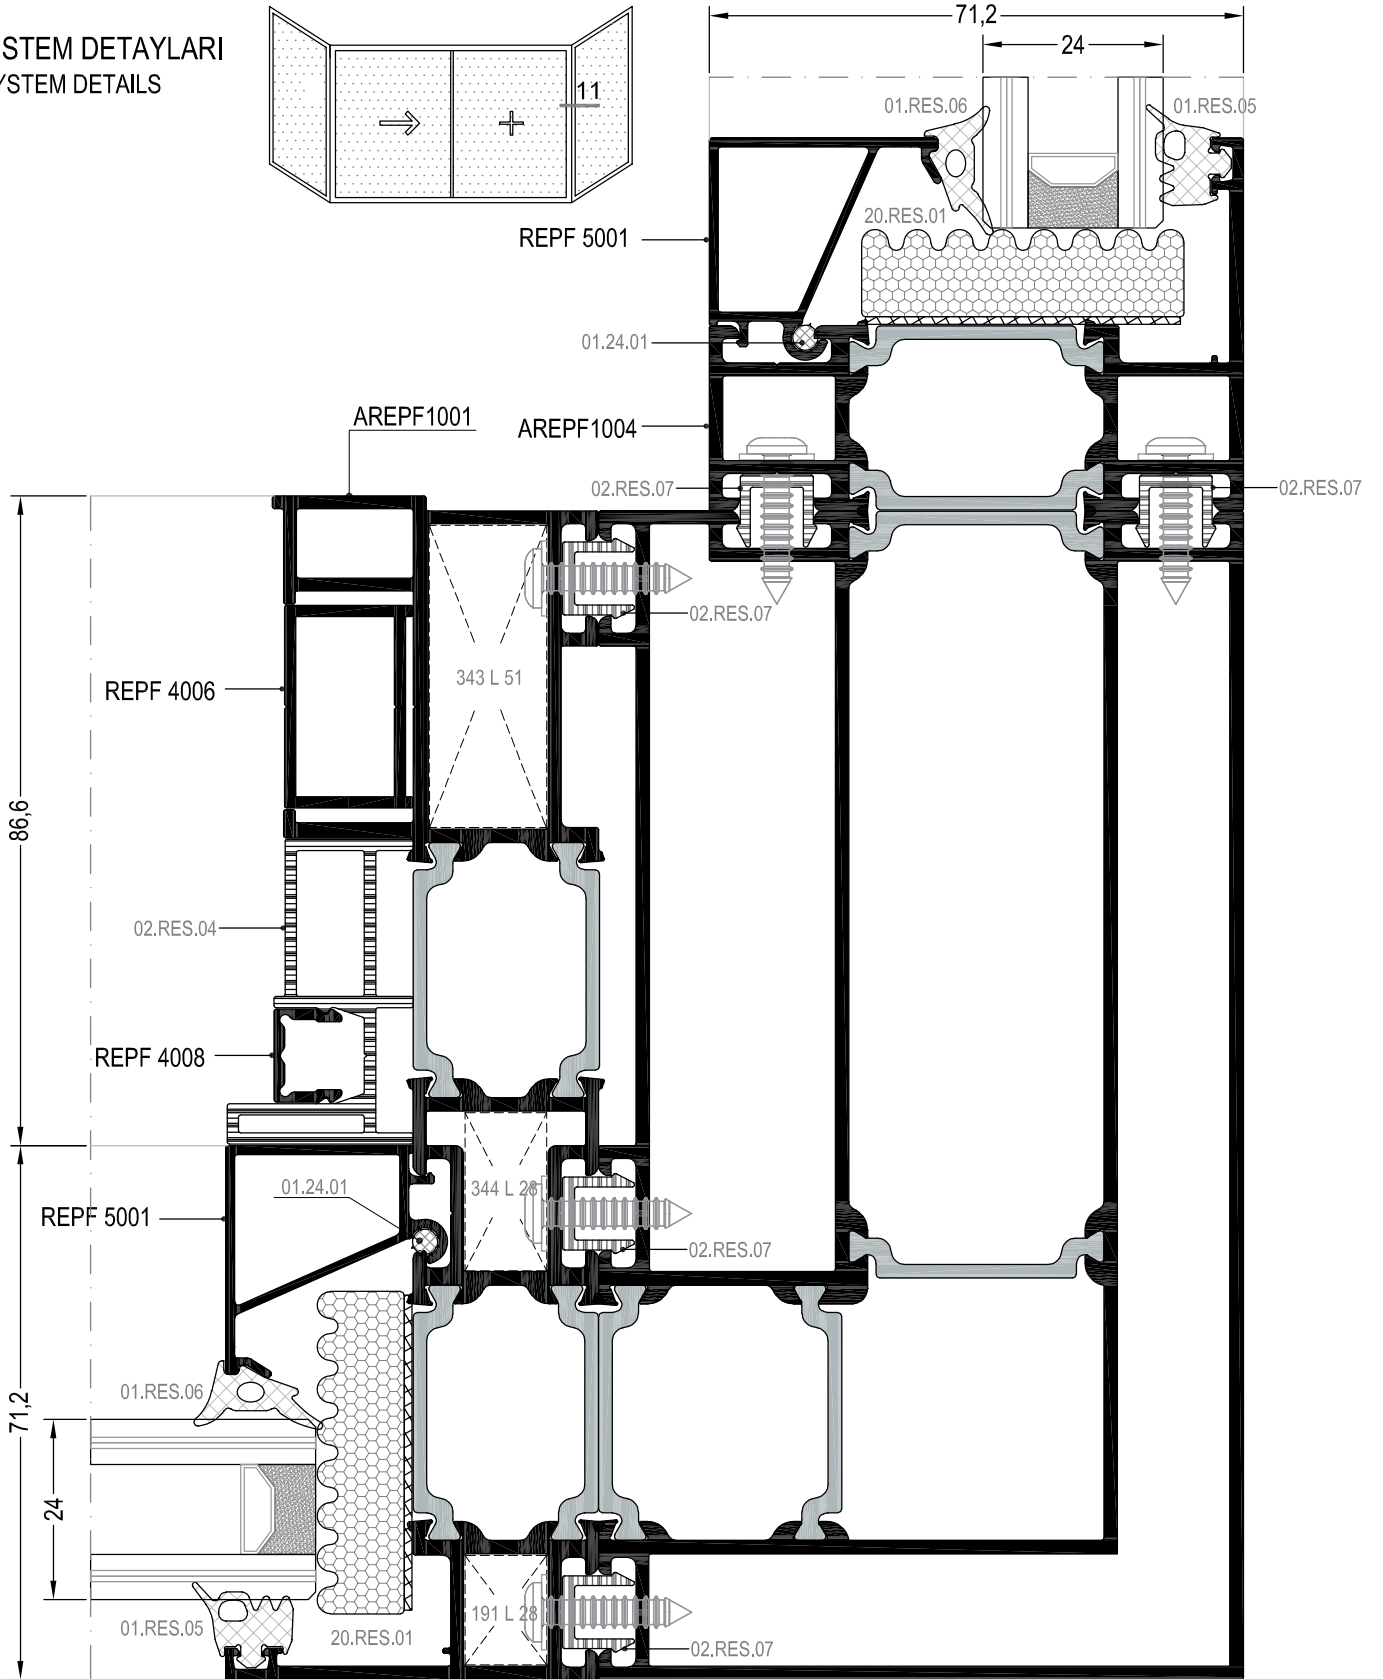 STEM DETAYLARI
YSTEM DETAILS
11
71,2
24
01.RES.06
01.RES.05
20.RES.01
REPF 5001
01.24.01
AREPF1001
AREPF1004
02.RES.07
02.RES.07
02.RES.07
343 L 51
REPF 4006
86,6
02.RES.04
REPF 4008
01.24.01
344 L 28
REPF 5001
02.RES.07
01.RES.06
71,2
24
01.RES.05
20.RES.01
191 L 28
02.RES.07